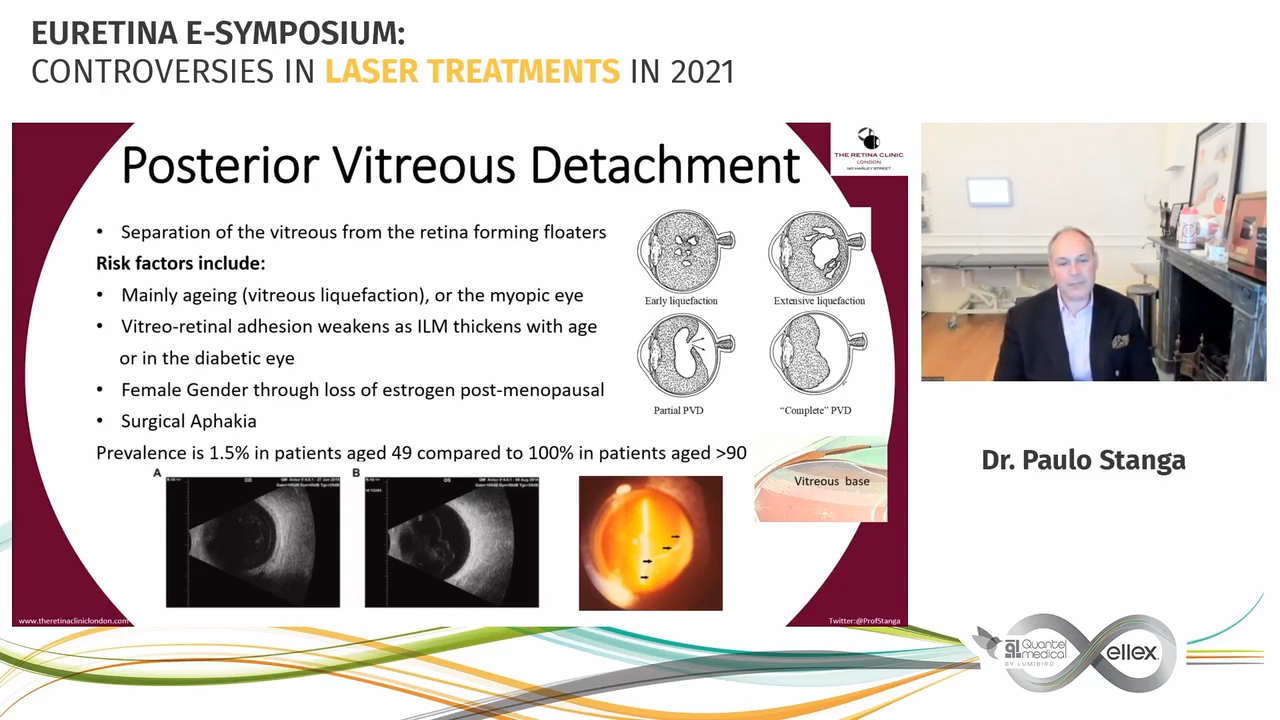 EURETINA E-SYMPOSIUM:
CONTROVERSIES IN LASER TREATMENTS IN 2021
Posterior Vitreous Detachment
THE RETINA CLINIC
LONDON
140 HARLEY STREET
• Separation of the vitreous from the retina forming floaters
Risk factors include:
• Mainly ageing (vitreous liquefaction), or the myopic eye
• Vitreo-retinal adhesion weakens as ILM thickens with age
or in the diabetic eye
• Female Gender through loss of estrogen post-menopausal
• Surgical Aphakia
Prevalence is 1.5% in patients aged 49 compared to 100% in patients aged >90
Early liquefaction
Extensive liquefaction
Partial PVD
“Complete” PVD
Vitreous base
A
B
www.theretinacliniclondon.com
Twitter:@ProfStanga
Dr. Paulo Stanga
Quantel
medical
BY LUMIBIRD
ellex